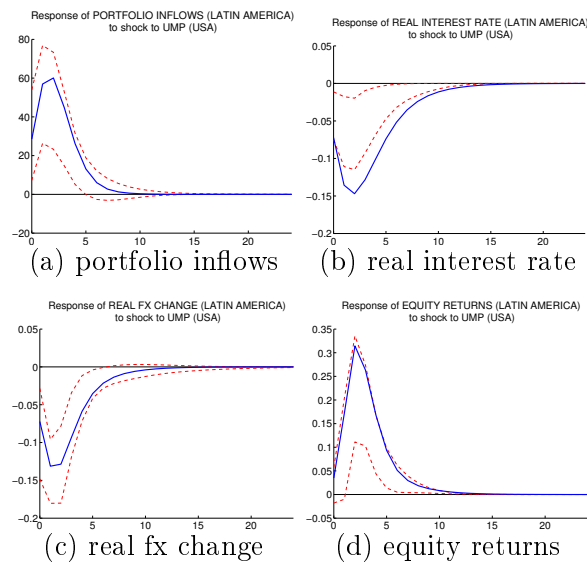 Response of PORTFOLIO INFLOWS (LATIN AMERICA)
to shock to UMP (USA)
80
60
40
20
0
−20
0 5 10 15 20
(a) portfolio inflows
Response of REAL INTEREST RATE (LATIN AMERICA)
to shock to UMP (USA)
0.05
0
−0.05
−0.1
−0.15
−0.2
0 5 10 15 20
(b) real interest rate
Response of REAL FX CHANGE (LATIN AMERICA)
to shock to UMP (USA)
0.05
0
−0.05
−0.1
−0.15
−0.2
0 5 10 15 20
(c) real fx change
Response of EQUITY RETURNS (LATIN AMERICA)
to shock to UMP (USA)
0.35
0.3
0.25
0.2
0.15
0.1
0.05
0
−0.05
0 5 10 15 20
(d) equity returns